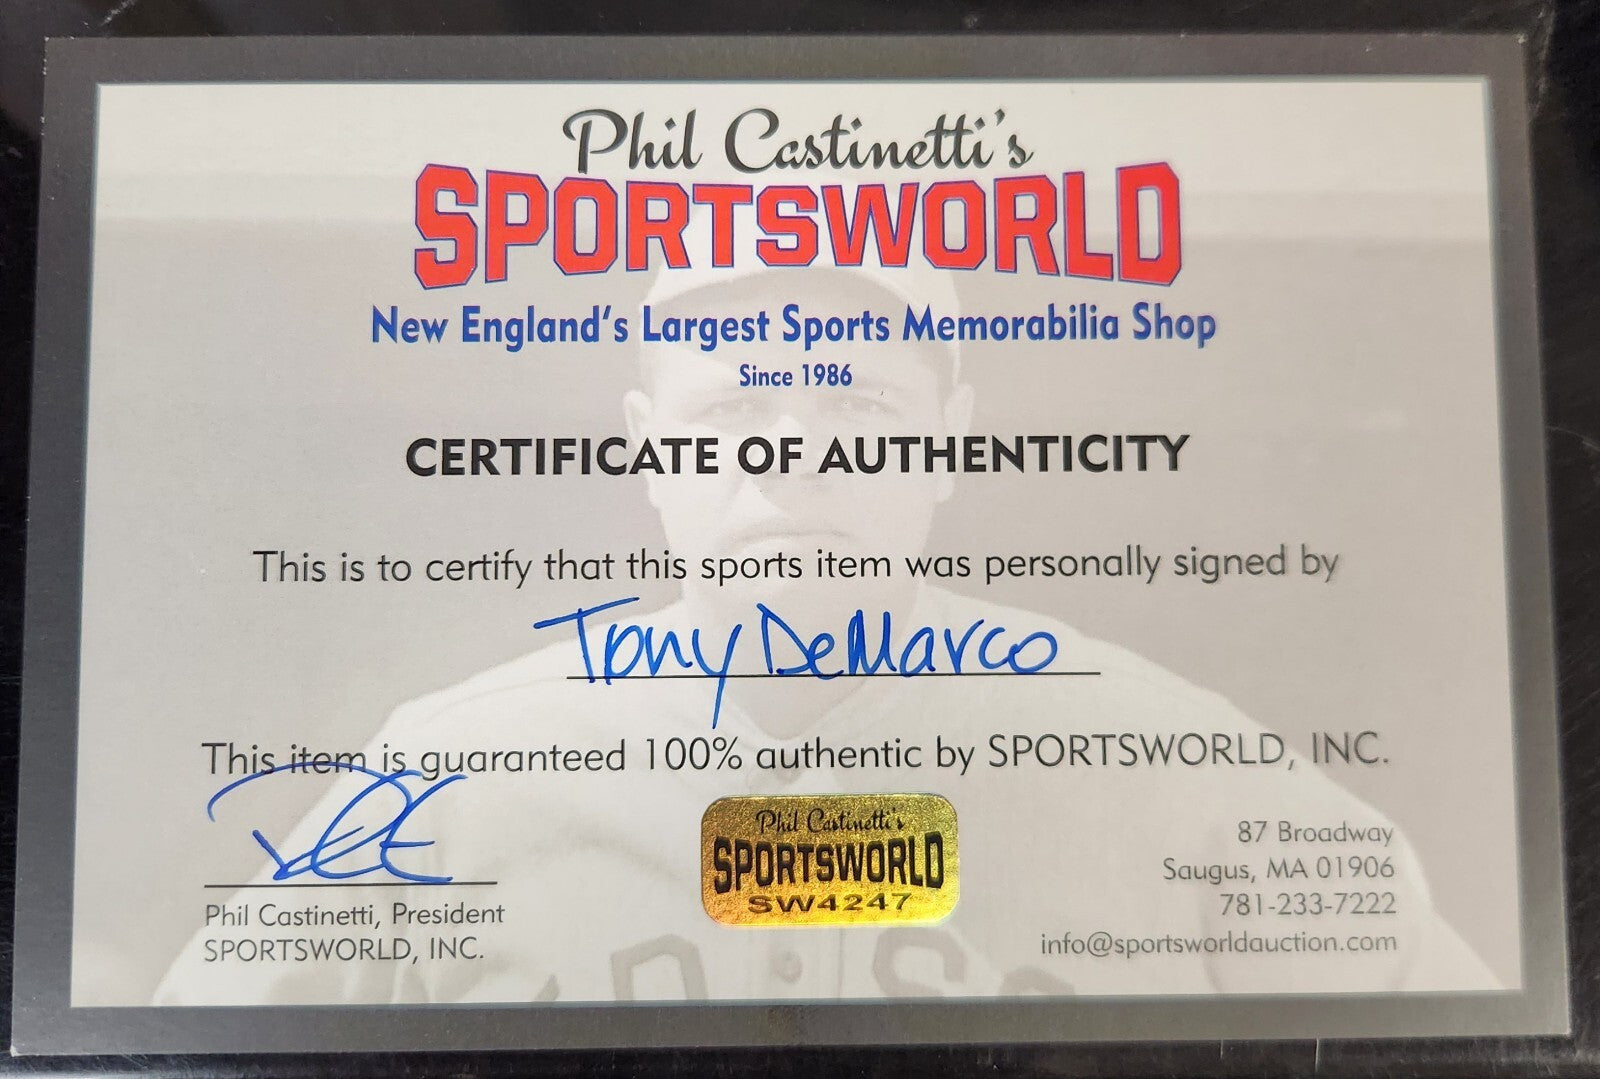 Phil Castinetti's
SPORTSWORLD
New England's Largest Sports Memorabilia Shop
Since 1986
CERTIFICATE OF AUTHENTICITY
This is to certify that this sports item was personally signed by
Tony DeMarco
This item is guaranteed 100% authentic by SPORTSWORLD, INC.
Phil Castinetti, President
SPORTSWORLD, INC.
Phil Castinetti's
SPORTSWORLD
SW4247
87 Broadway
Saugus, MA 01906
781-233-7222
info@sportsworldauction.com